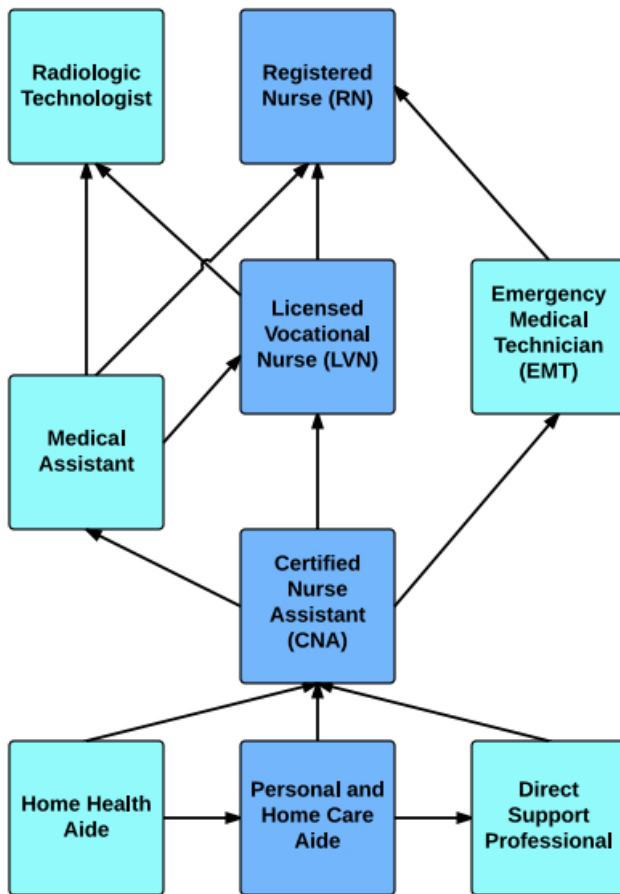 Radiologic
Technologist
Registered
Nurse (RN)
Licensed
Vocational
Nurse (LVN)
Emergency
Medical
Technician
(EMT)
Medical
Assistant
Certified
Nurse
Assistant
(CNA)
Home Health
Aide
Personal and
Home Care
Aide
Direct
Support
Professional